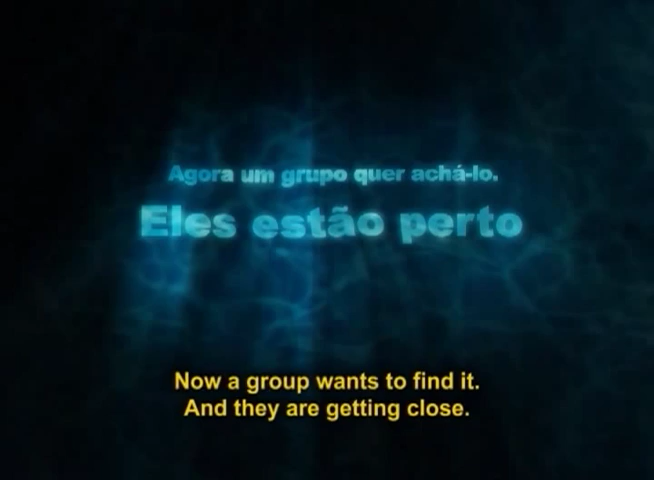 Agora um grupo quer achá-lo.
Eles estão perto
Now a group wants to find it.
And they are getting close.